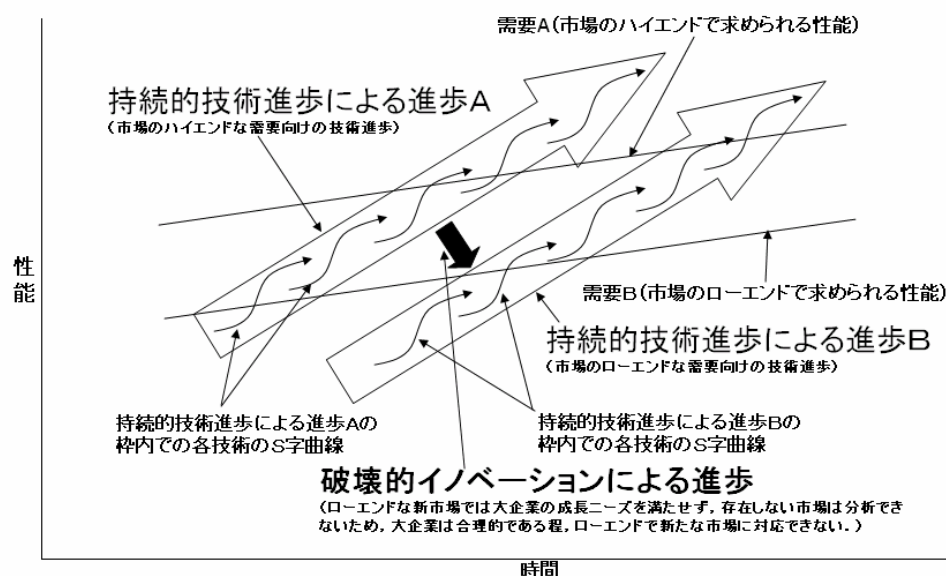 需要A(市場のハイエンドで求められる性能)
持続的技術進歩による進歩A
(市場のハイエンドな需要向けの技術進歩)
性
能
需要B(市場のローエンドで求められる性能)
持続的技術進歩による進歩B
(市場のローエンドな需要向けの技術進歩)
持続的技術進歩による進歩Aの
枠内での各技術のS字曲線
持続的技術進歩による進歩Bの
枠内での各技術のS字曲線
破壊的イノベーションによる進歩
(ローエンドな新市場では大企業の成長ニーズを満たせず,存在しない市場は分析でき
ないため,大企業は合理的である程,ローエンドで新たな市場に対応できない.)
時間